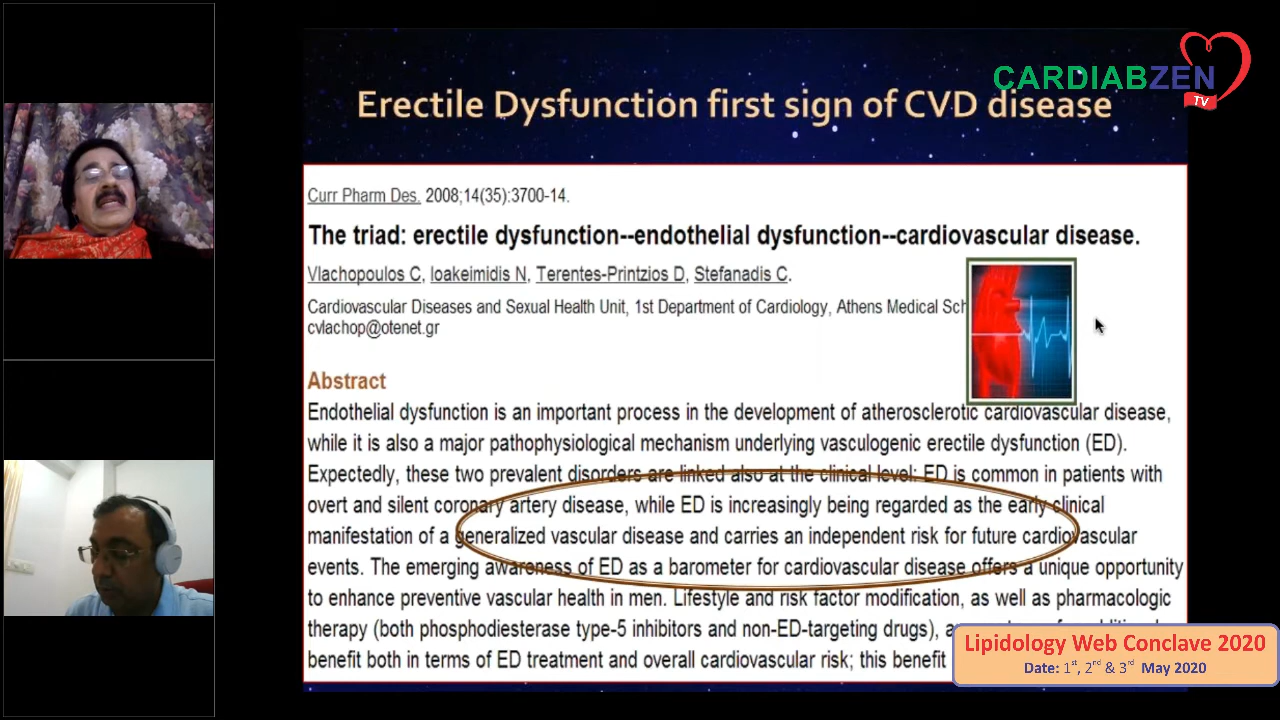 CARDIABZEN
TV
Erectile Dysfunction first sign of CVD disease
Curr Pharm Des. 2008;14(35):3700-14.
The triad: erectile dysfunction--endothelial dysfunction--cardiovascular disease.
Vlachopoulos C, Ioakeimidis N, Terentes-Printzios D, Stefanadis C.
Cardiovascular Diseases and Sexual Health Unit, 1st Department of Cardiology, Athens Medical Sch
cvlachop@otenet.gr
Abstract
Endothelial dysfunction is an important process in the development of atherosclerotic cardiovascular disease,
while it is also a major pathophysiological mechanism underlying vasculogenic erectile dysfunction (ED).
Expectedly, these two prevalent disorders are linked also at the clinical level: ED is common in patients with
overt and silent coronary artery disease, while ED is increasingly being regarded as the early clinical
manifestation of a generalized vascular disease and carries an independent risk for future cardiovascular
events. The emerging awareness of ED as a barometer for cardiovascular disease offers a unique opportunity
to enhance preventive vascular health in men. Lifestyle and risk factor modification, as well as pharmacologic
therapy (both phosphodiesterase type-5 inhibitors and non-ED-targeting drugs),
benefit both in terms of ED treatment and overall cardiovascular risk; this benefit
Lipidology Web Conclave 2020
Date: 1st, 2nd & 3rd May 2020